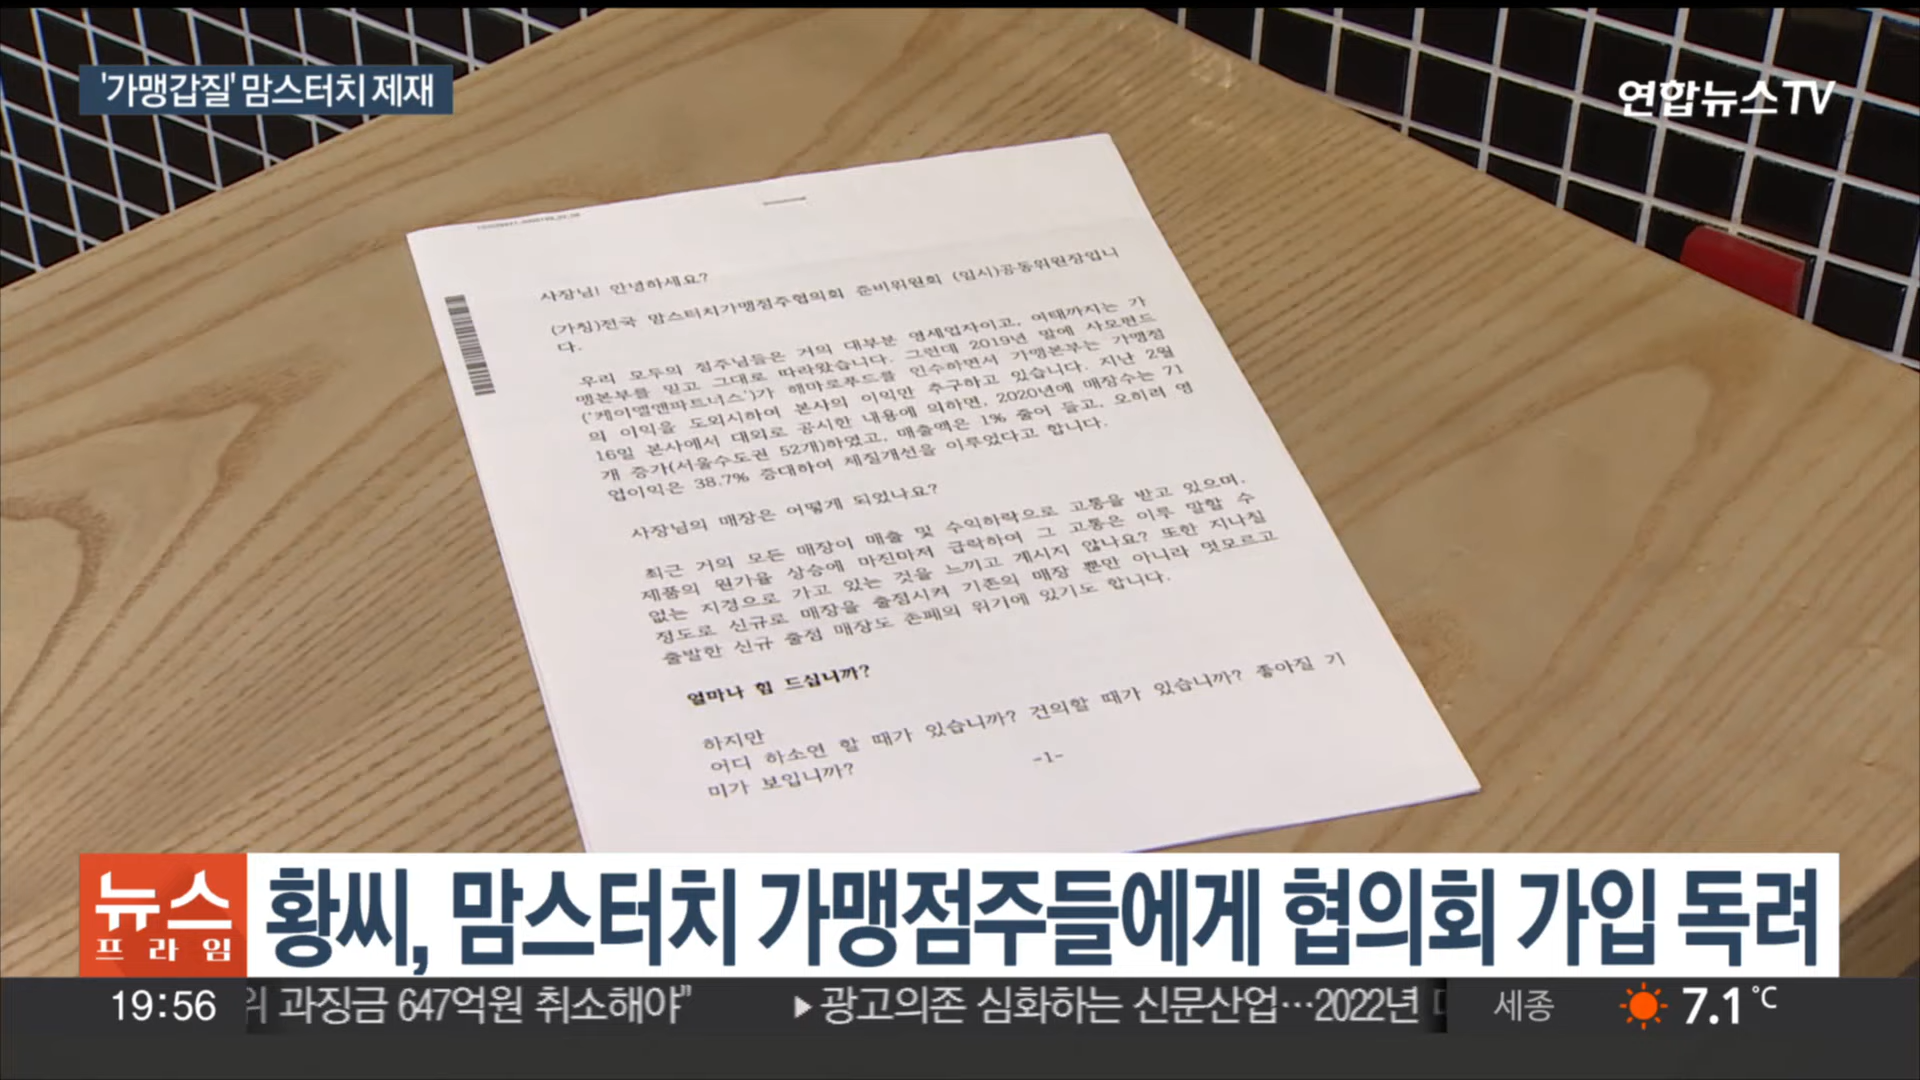 '가맹갑질' 맘스터치 제재
연합뉴스TV
사장님! 안녕하세요?
(가칭)전국 맘스터치가맹점주협의회 준비위원회 (임시)공동위원장입니
다.
우리 모두의 점주님들은 거의 대부분 영세업자이고, 여태까지는 가
맹본부를 믿고 그대로 따라왔습니다. 그런데 2019년 말에 사모펀드
('케이엘앤파트너스')가 해마로푸드를 인수하면서 가맹본부는 가맹점
의 이익을 도외시하여 본사의 이익만 추구하고 있습니다. 지난 2월
16일 본사에서 대외로 공시한 내용에 의하면, 2020년에 매장수는 71
개 증가(서울수도권 52개)하였고, 매출액은 1% 줄어 들고, 오히려 영
업이익은 38.7% 증대하여 체질개선을 이루었다고 합니다.
사장님의 매장은 어떻게 되었나요?
최근 거의 모든 매장이 매출 및 수익하락으로 고통을 받고 있으며,
제품의 원가율 상승에 마진마저 급락하여 그 고통은 이루 말할 수
없는 지경으로 가고 있는 것을 느끼고 계시지 않나요? 또한 지나칠
정도로 신규로 매장을 출점시켜 기존의 매장 뿐만 아니라 멋모르고
출발한 신규 출점 매장도 존폐의 위기에 있기도 합니다.
얼마나 힘 드십니까?
하지만
어디 하소연 할 때가 있습니까? 건의할 때가 있습니까? 좋아질 기
미가 보입니까?
-1-
뉴스
프라임
황씨, 맘스터치 가맹점주들에게 협의회 가입 독려
19:56 위 과징금 647억원 취소해야” ▶광고의존 심화하는 신문산업…2022년 세종 7.1℃